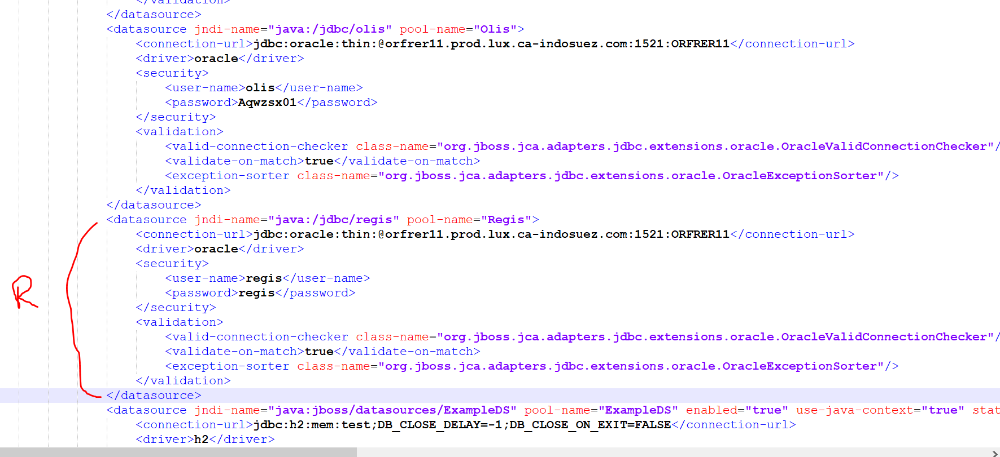 </validation>
</datasource>
<datasource jndi-name="java:/jdbc/olis" pool-name="Olis">
<connection-url>jdbc:oracle:thin:@orfrer11.prod.lux.ca-indosuez.com:1521:ORFRER11</connection-url>
<driver>oracle</driver>
<security>
<user-name>olis</user-name>
<password>Aqwzsx01</password>
</security>
<validation>
<valid-connection-checker class-name="org.jboss.jca.adapters.jdbc.extensions.oracle.OracleValidConnectionChecker"/
<validate-on-match>true</validate-on-match>
<exception-sorter class-name="org.jboss.jca.adapters.jdbc.extensions.oracle.OracleExceptionSorter"/>
</validation>
</datasource>
<datasource jndi-name="java:/jdbc/regis" pool-name="Regis">
<connection-url>jdbc:oracle:thin:@orfrer11.prod.lux.ca-indosuez.com:1521:ORFRER11</connection-url>
<driver>oracle</driver>
<security>
R
<user-name>regis</user-name>
<password>regis</password>
</security>
<validation>
<valid-connection-checker class-name="org.jboss.jca.adapters.jdbc.extensions.oracle.OracleValidConnectionChecker"/
<validate-on-match>true</validate-on-match>
<exception-sorter class-name="org.jboss.jca.adapters.jdbc.extensions.oracle.OracleExceptionSorter"/>
</validation>
</datasource>
<datasource jndi-name="java:jboss/datasources/ExampleDS" pool-name="ExampleDS" enabled="true" use-java-context="true" stat
<connection-url>jdbc:h2:mem:test;DB_CLOSE_DELAY=-1;DB_CLOSE_ON_EXIT=FALSE</connection-url>
<driver>h2</driver>